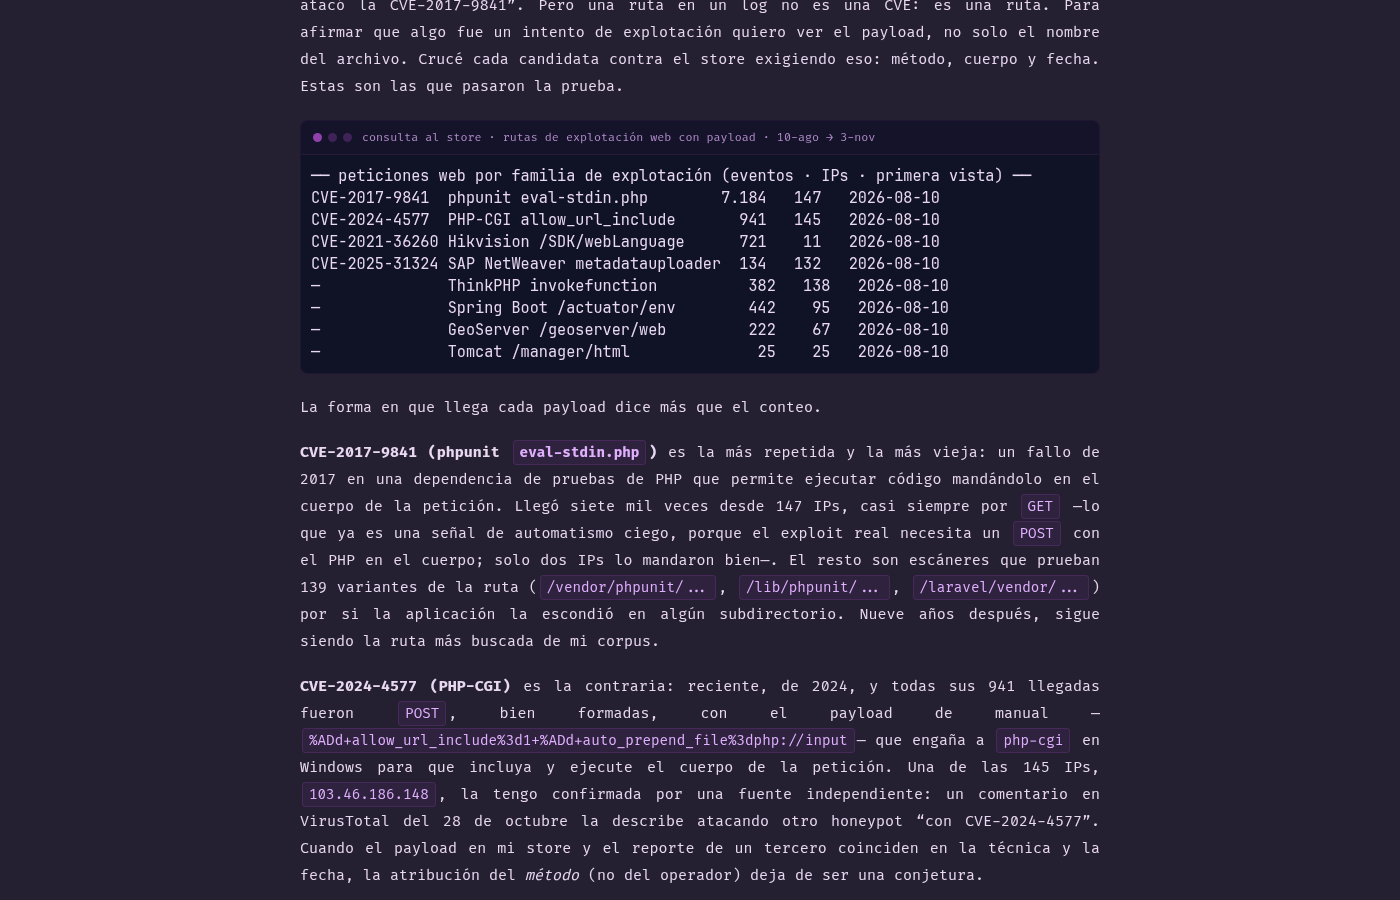 atacó la CVE-2017-9841”. Pero una ruta en un log no es una CVE: es una ruta. Para
afirmar que algo fue un intento de explotación quiero ver el payload, no solo el nombre
del archivo. Crucé cada candidata contra el store exigiendo eso: método, cuerpo y fecha.
Estas son las que pasaron la prueba.
consulta al store · rutas de explotación web con payload · 10-ago → 3-nov
── peticiones web por familia de explotación (eventos · IPs · primera vista) ──
CVE-2017-9841  phpunit eval-stdin.php        7.184   147   2026-08-10
CVE-2024-4577  PHP-CGI allow_url_include       941   145   2026-08-10
CVE-2021-36260 Hikvision /SDK/webLanguage      721    11   2026-08-10
CVE-2025-31324 SAP NetWeaver metadatauploader  134   132   2026-08-10
—              ThinkPHP invokefunction          382   138   2026-08-10
—              Spring Boot /actuator/env        442    95   2026-08-10
—              GeoServer /geoserver/web         222    67   2026-08-10
—              Tomcat /manager/html              25    25   2026-08-10
La forma en que llega cada payload dice más que el conteo.
CVE-2017-9841 (phpunit eval-stdin.php) es la más repetida y la más vieja: un fallo de
2017 en una dependencia de pruebas de PHP que permite ejecutar código mandándolo en el
cuerpo de la petición. Llegó siete mil veces desde 147 IPs, casi siempre por GET —lo
que ya es una señal de automatismo ciego, porque el exploit real necesita un POST con
el PHP en el cuerpo; solo dos IPs lo mandaron bien—. El resto son escáneres que prueban
139 variantes de la ruta (/vendor/phpunit/..., /lib/phpunit/..., /laravel/vendor/...)
por si la aplicación la escondió en algún subdirectorio. Nueve años después, sigue
siendo la ruta más buscada de mi corpus.
CVE-2024-4577 (PHP-CGI) es la contraria: reciente, de 2024, y todas sus 941 llegadas
fueron POST, bien formadas, con el payload de manual —
%ADd+allow_url_include%3d1+%ADd+auto_prepend_file%3dphp://input— que engaña a php-cgi en
Windows para que incluya y ejecute el cuerpo de la petición. Una de las 145 IPs,
103.46.186.148, la tengo confirmada por una fuente independiente: un comentario en
VirusTotal del 28 de octubre la describe atacando otro honeypot “con CVE-2024-4577”.
Cuando el payload en mi store y el reporte de un tercero coinciden en la técnica y la
fecha, la atribución del método (no del operador) deja de ser una conjetura.